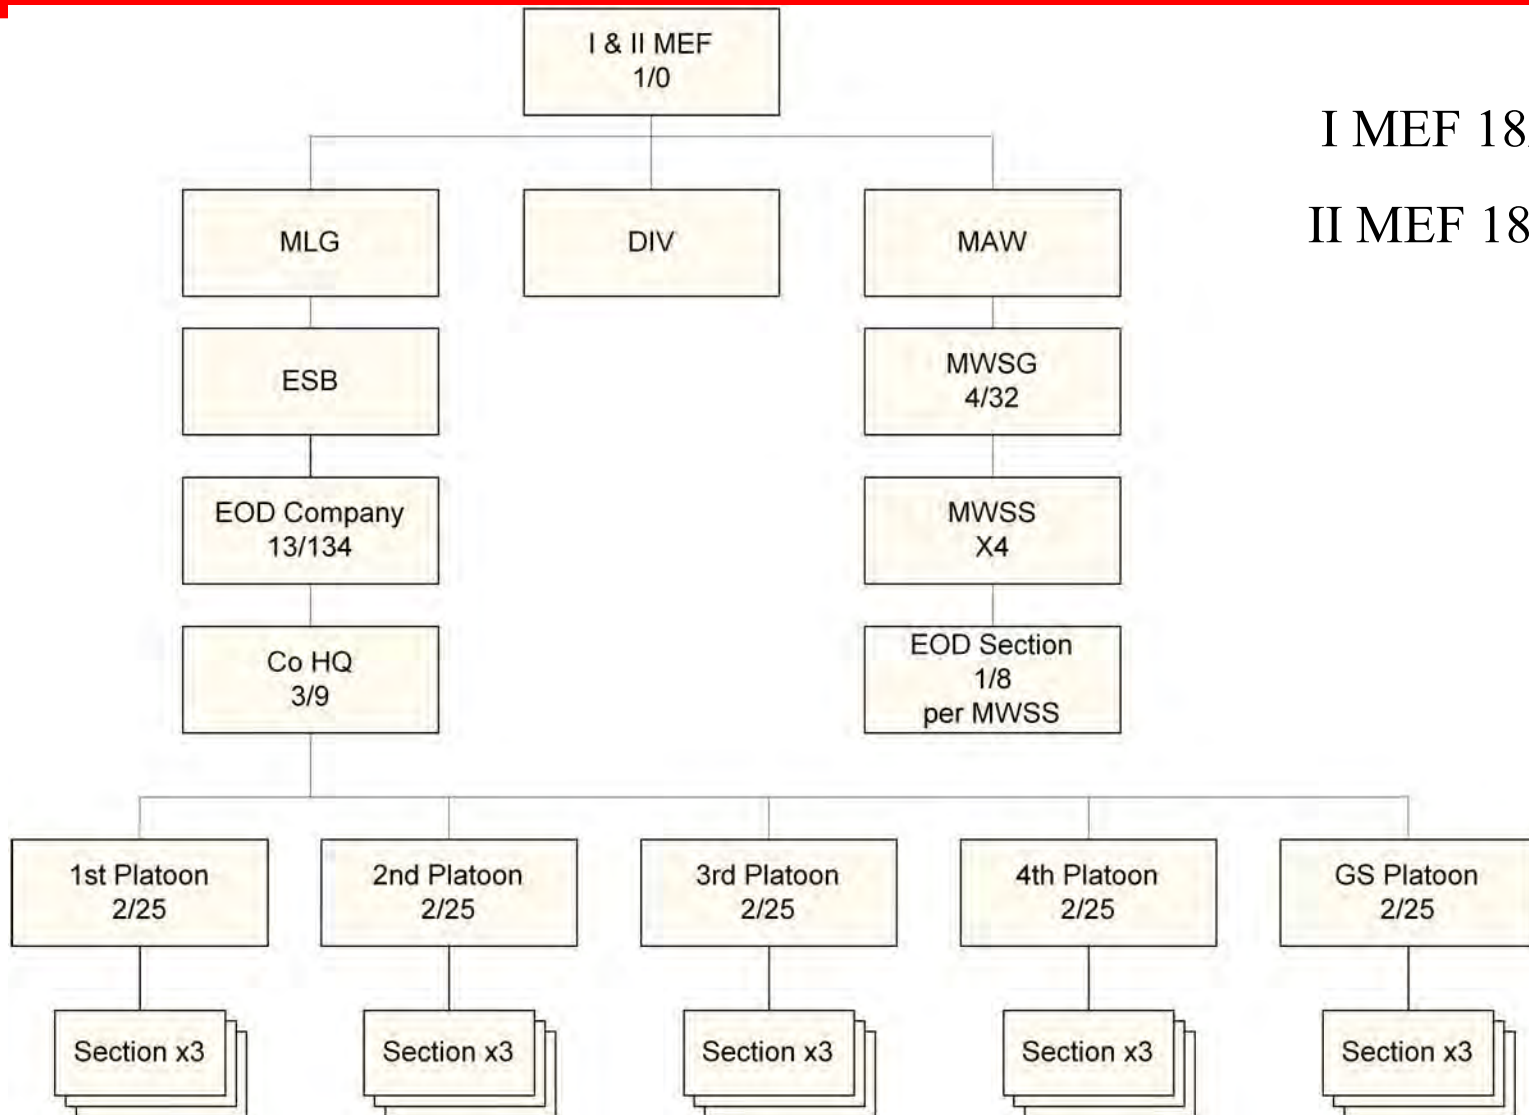 I & II MEF
1/0
I MEF 18
II MEF 18
MLG
DIV
MAW
ESB
MWSG
4/32
EOD Company
13/134
MWSS
X4
Co HQ
3/9
EOD Section
1/8
per MWSS
1st Platoon
2/25
2nd Platoon
2/25
3rd Platoon
2/25
4th Platoon
2/25
GS Platoon
2/25
Section x3
Section x3
Section x3
Section x3
Section x3